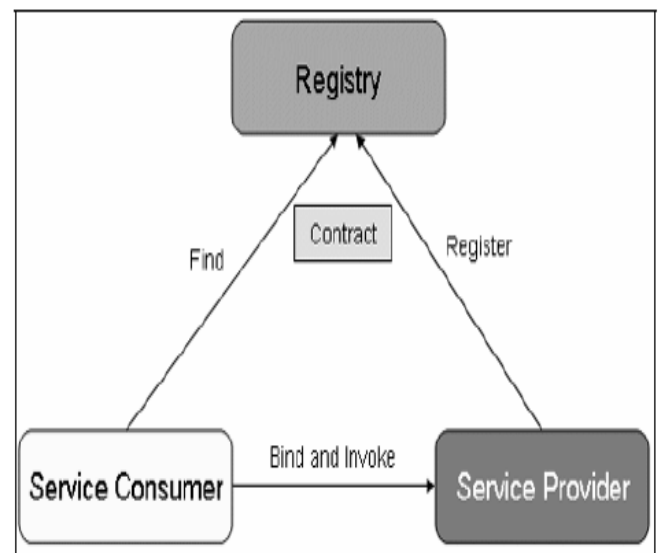 Registry
Contract
Find
Register
Bind and Invoke
Service Consumer
Service Provider